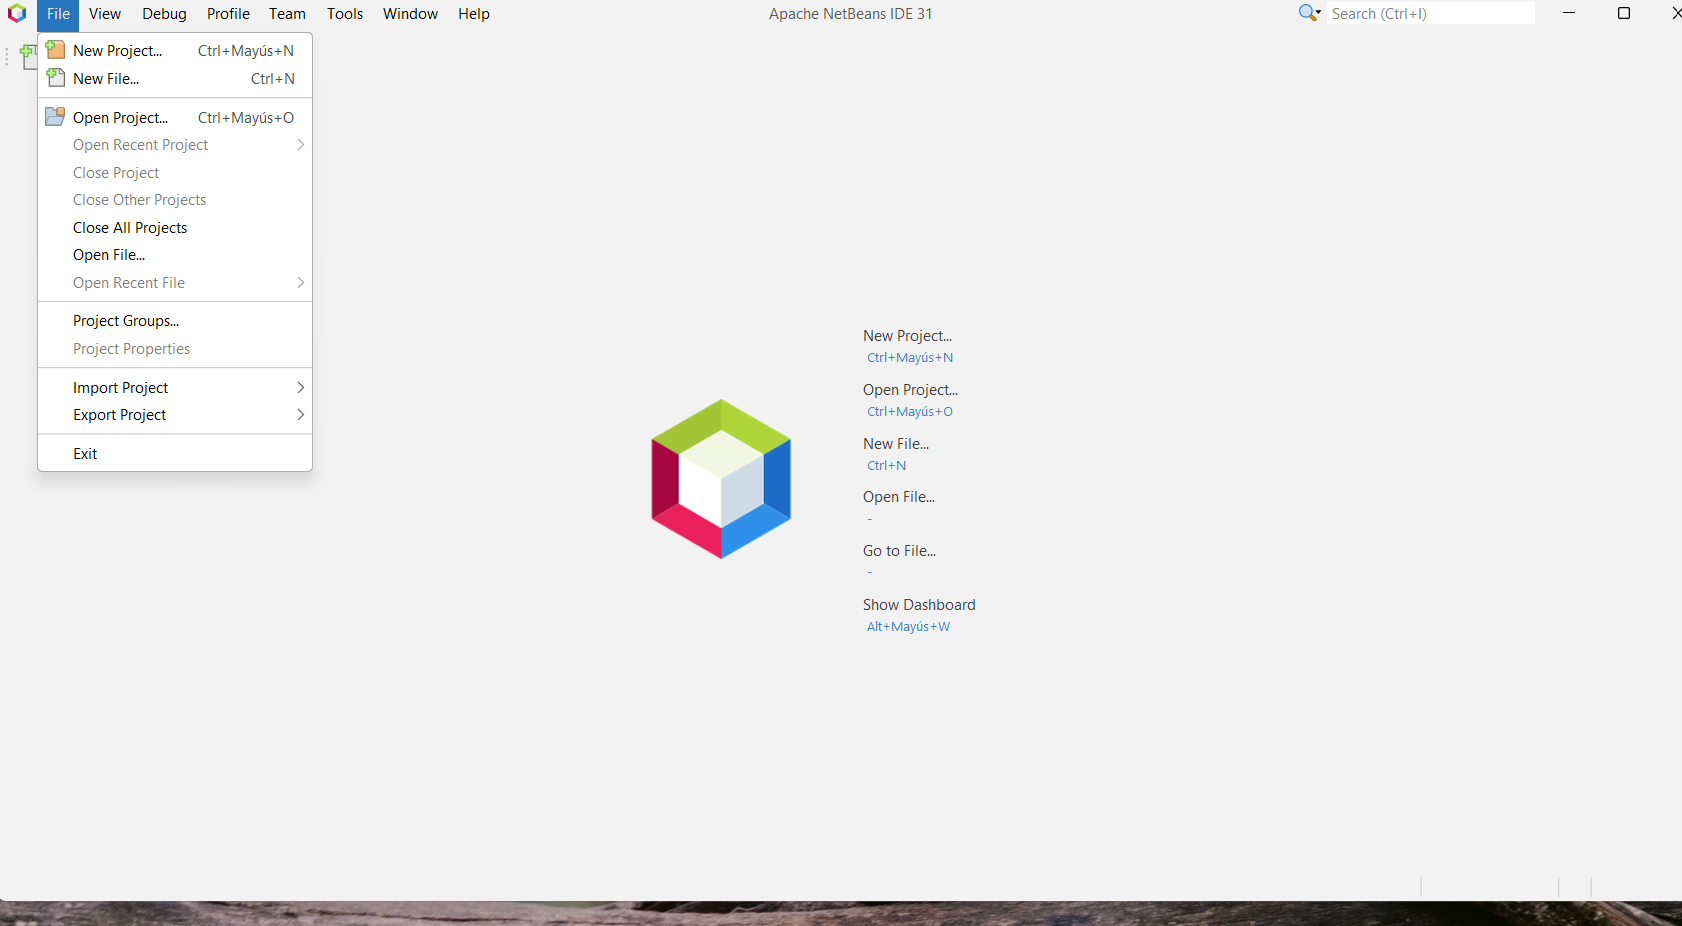 File View Debug Profile Team Tools Window Help Apache NetBeans IDE 31 Search (Ctrl+I)
New Project... Ctrl+Mayús+N
New File... Ctrl+N
Open Project... Ctrl+Mayús+O
Open Recent Project
Close Project
Close Other Projects
Close All Projects
Open File...
Open Recent File
Project Groups...
Project Properties
Import Project
Export Project
Exit
New Project...
Ctrl+Mayús+N
Open Project...
Ctrl+Mayús+O
New File...
Ctrl+N
Open File...
-
Go to File...
-
Show Dashboard
Alt+Mayús+W